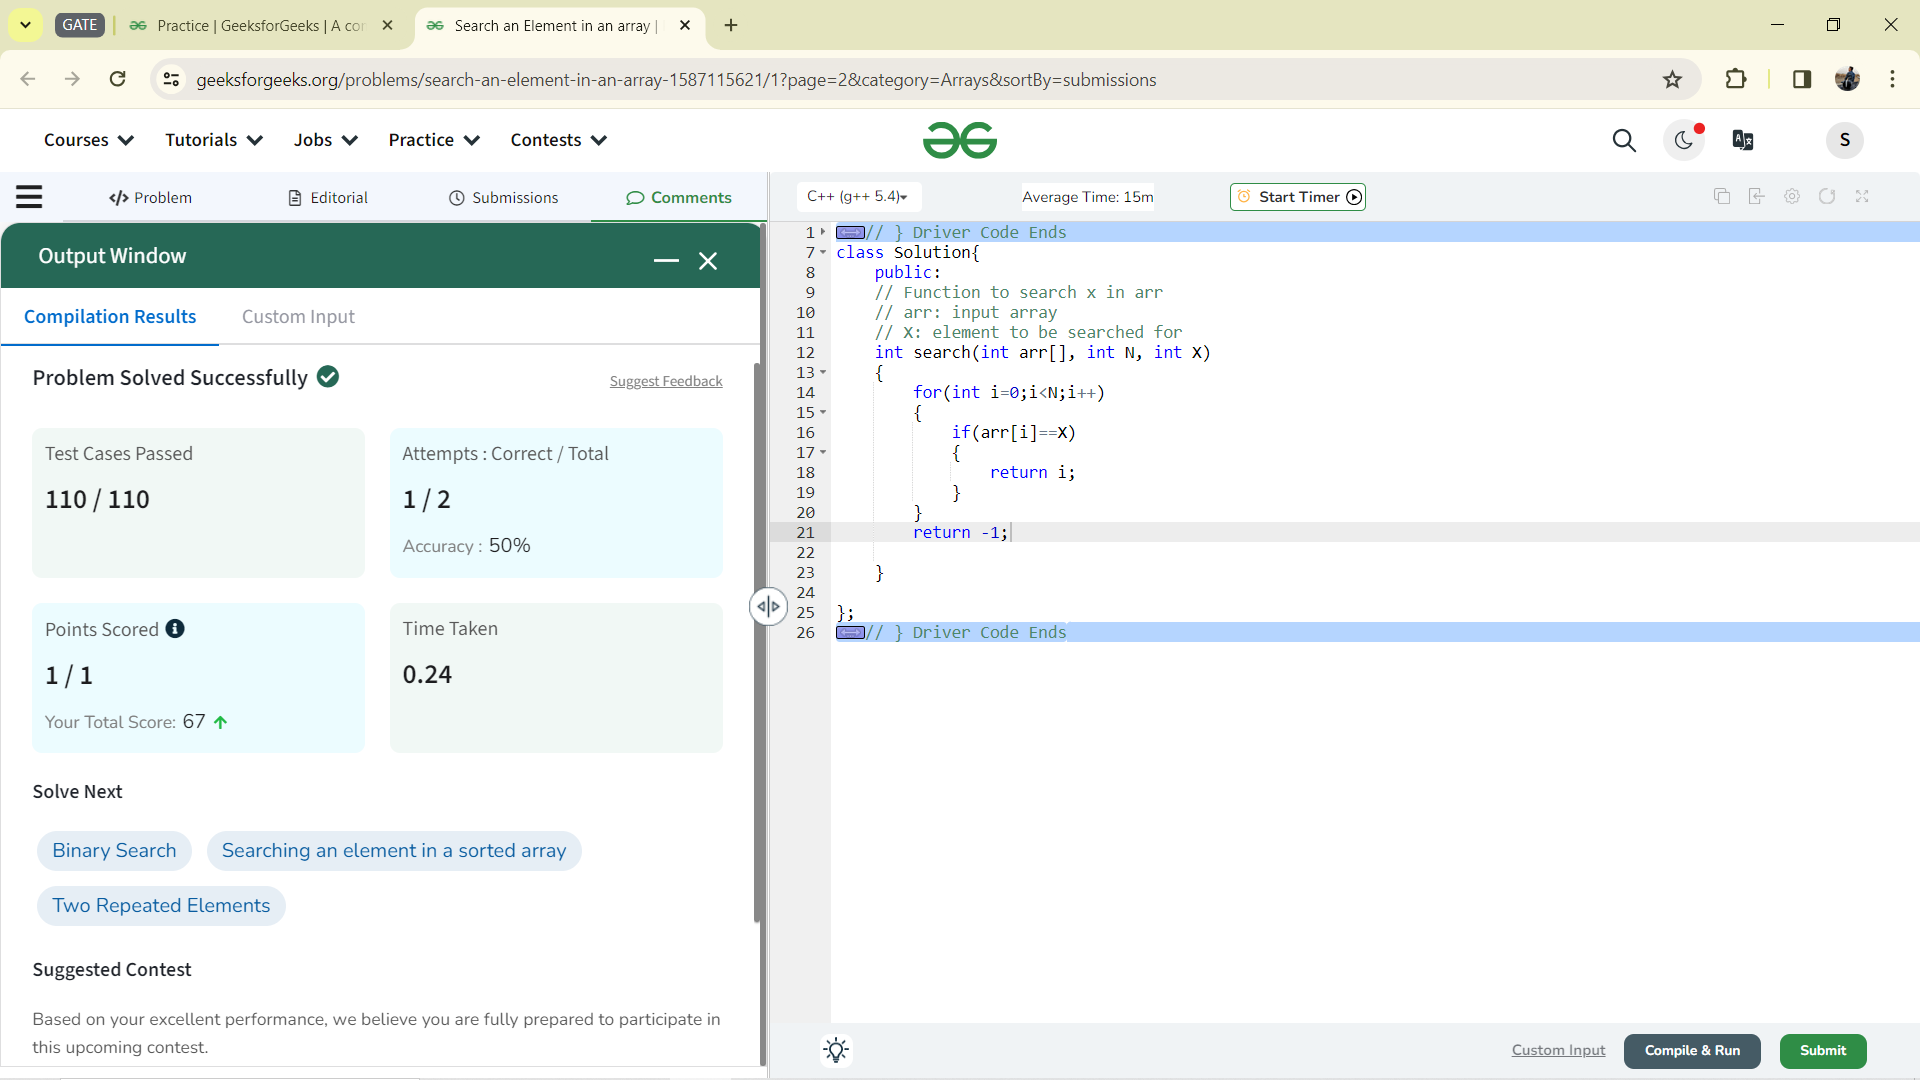 GATE
Practice | GeeksforGeeks | A co
Search an Element in an array |
geeksforgeeks.org/problems/search-an-element-in-an-array-1587115621/1?page=2&category=Arrays&sortBy=submissions
Courses Tutorials Jobs Practice Contests
S
</> Problem Editorial Submissions Comments
C++ (g++ 5.4) Average Time: 15m Start Timer
Output Window
Compilation Results Custom Input
Problem Solved Successfully
Suggest Feedback
Test Cases Passed
110 / 110
Attempts : Correct / Total
1 / 2
Accuracy : 50%
Points Scored
1 / 1
Your Total Score: 67
Time Taken
0.24
Solve Next
Binary Search
Searching an element in a sorted array
Two Repeated Elements
Suggested Contest
Based on your excellent performance, we believe you are fully prepared to participate in
this upcoming contest.
1 // } Driver Code Ends
7 class Solution{
8 public:
9 // Function to search x in arr
10 // arr: input array
11 // X: element to be searched for
12 int search(int arr[], int N, int X)
13 {
14 for(int i=0;i<N;i++)
15 {
16 if(arr[i]==X)
17 {
18 return i;
19 }
20 }
21 return -1;
22
23 }
24
25 };
26 // } Driver Code Ends
Custom Input Compile & Run Submit